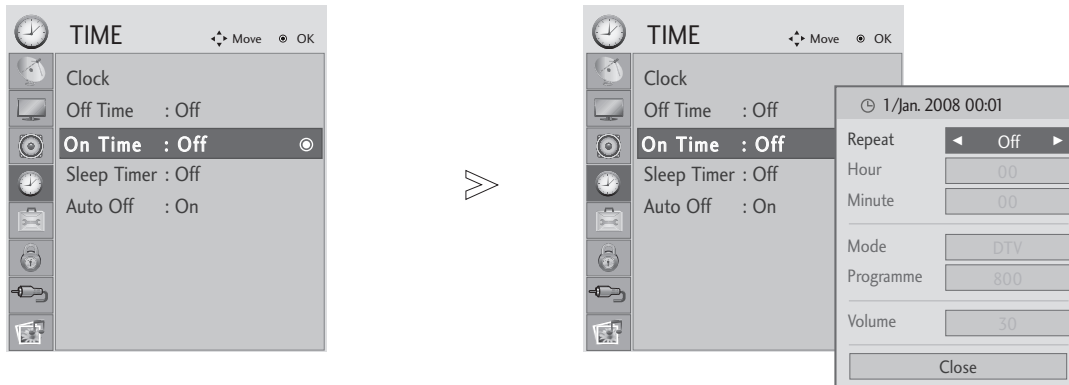 TIME
Move OK
Clock
Off Time : Off
On Time : Off
Sleep Timer : Off
Auto Off : On
TIME
Move OK
Clock
Off Time : Off
On Time : Off
Sleep Timer : Off
Auto Off : On
1/Jan. 2008 00:01
Repeat ◄ Off ►
Hour 00
Minute 00
Mode DTV
Programme 800
Volume 30
Close